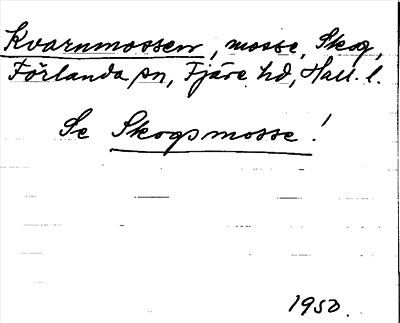 Kvarnmossen, mosse, Skog,
Förlanda sn, Fjäre hd, Hall. l.
Se Skogsmosse!
1950.